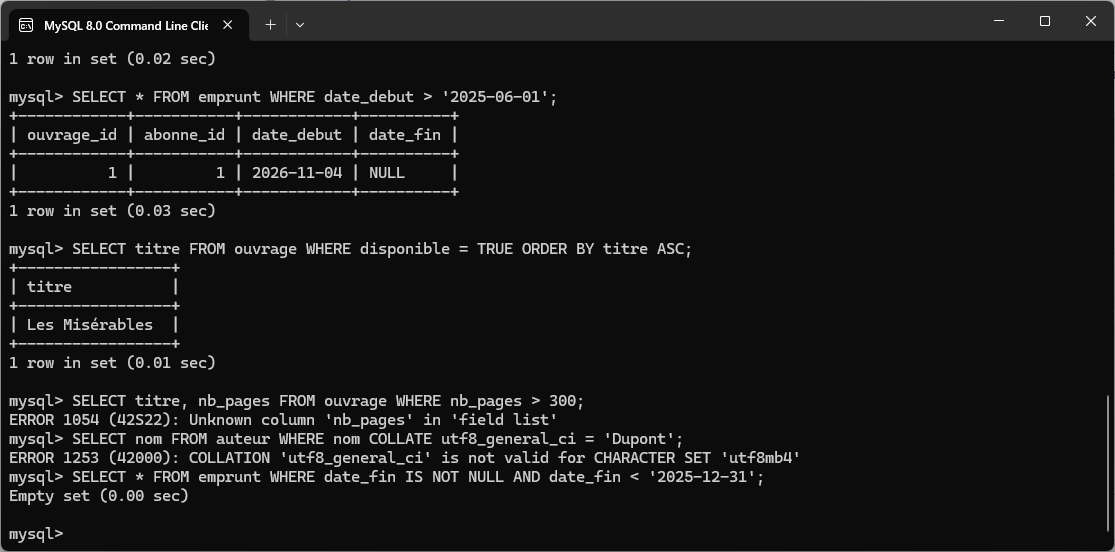 MySQL 8.0 Command Line Clie
1 row in set (0.02 sec)
mysql> SELECT * FROM emprunt WHERE date_debut > '2025-06-01';
+------------+-----------+------------+----------+
| ouvrage_id | abonne_id | date_debut | date_fin |
+------------+-----------+------------+----------+
|          1 |         1 | 2026-11-04 | NULL     |
+------------+-----------+------------+----------+
1 row in set (0.03 sec)
mysql> SELECT titre FROM ouvrage WHERE disponible = TRUE ORDER BY titre ASC;
+-----------------+
| titre           |
+-----------------+
| Les Misérables  |
+-----------------+
1 row in set (0.01 sec)
mysql> SELECT titre, nb_pages FROM ouvrage WHERE nb_pages > 300;
ERROR 1054 (42S22): Unknown column 'nb_pages' in 'field list'
mysql> SELECT nom FROM auteur WHERE nom COLLATE utf8_general_ci = 'Dupont';
ERROR 1253 (42000): COLLATION 'utf8_general_ci' is not valid for CHARACTER SET 'utf8mb4'
mysql> SELECT * FROM emprunt WHERE date_fin IS NOT NULL AND date_fin < '2025-12-31';
Empty set (0.00 sec)
mysql>